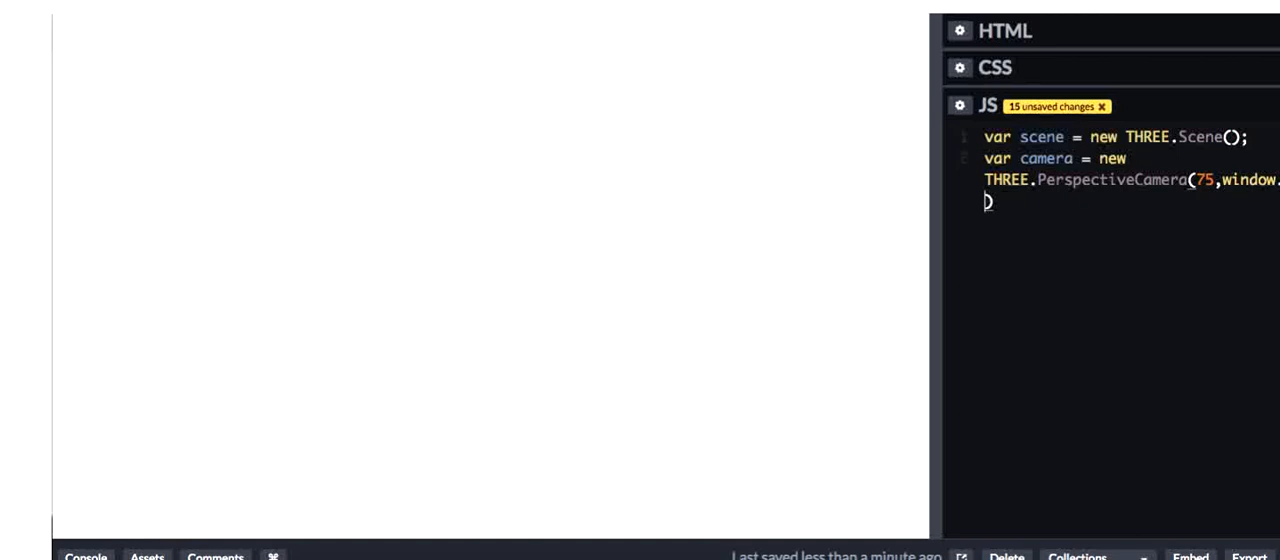 HTML
CSS
JS 15 unsaved changes x
1 var scene = new THREE.Scene();
2 var camera = new
THREE.PerspectiveCamera(75,window.
)
Console Assets Comments ⌘ Last saved less than a minute ago Delete Collections Embed Export